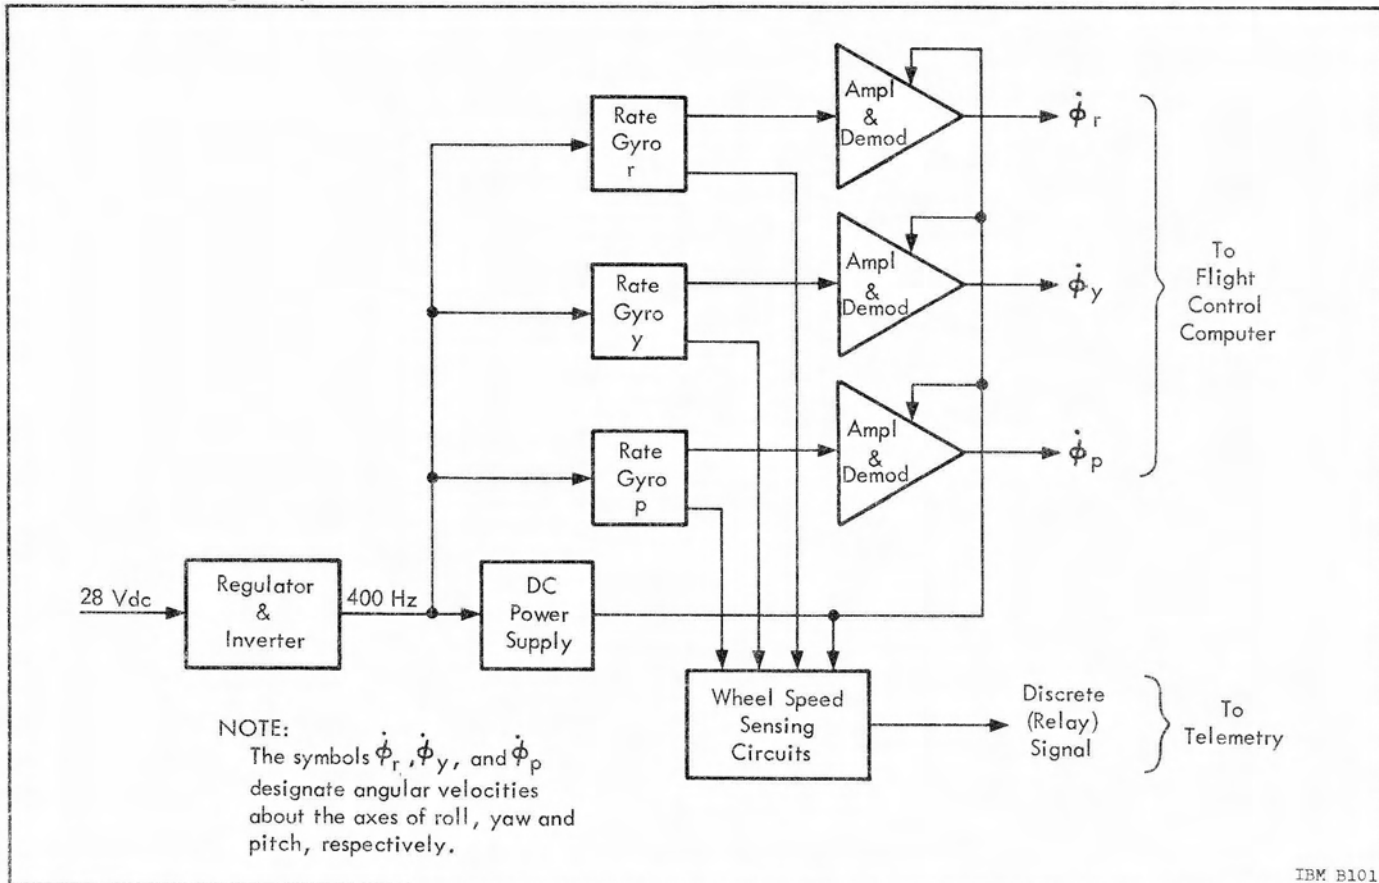 Ampl
&
Demod
φ̇r
Rate
Gyro
r
Ampl
&
Demod
φ̇y
Rate
Gyro
y
To
Flight
Control
Computer
Ampl
&
Demod
φ̇p
Rate
Gyro
p
28 Vdc
Regulator
&
Inverter
400 Hz
DC
Power
Supply
Wheel Speed
Sensing
Circuits
Discrete
(Relay)
Signal
To
Telemetry
NOTE:
The symbols φ̇r, φ̇y, and φ̇p
designate angular velocities
about the axes of roll, yaw and
pitch, respectively.
IBM B101